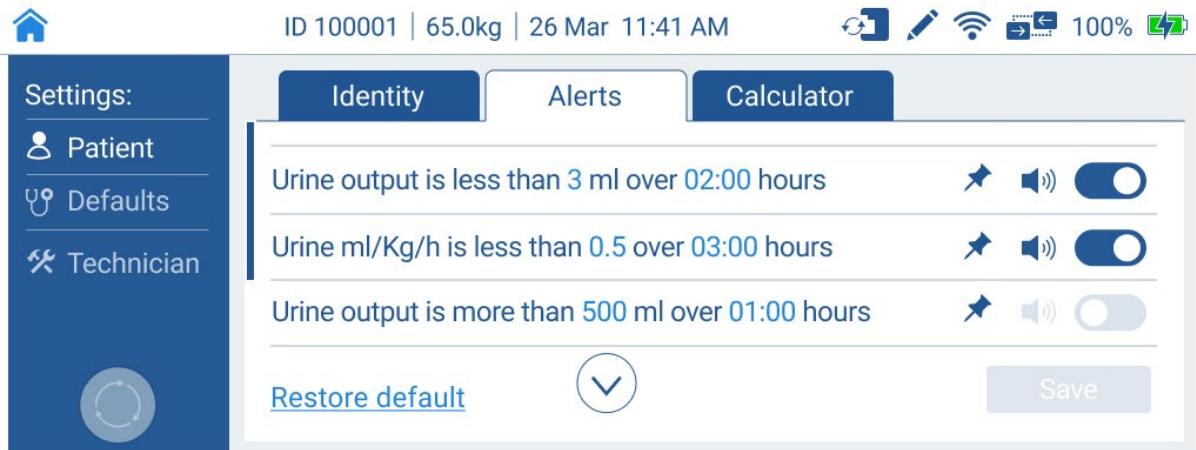 ID 100001 | 65.0kg | 26 Mar 11:41 AM 100%
Settings:
Patient
Defaults
Technician
Identity Alerts Calculator
Urine output is less than 3 ml over 02:00 hours
Urine ml/Kg/h is less than 0.5 over 03:00 hours
Urine output is more than 500 ml over 01:00 hours
Restore default
Save